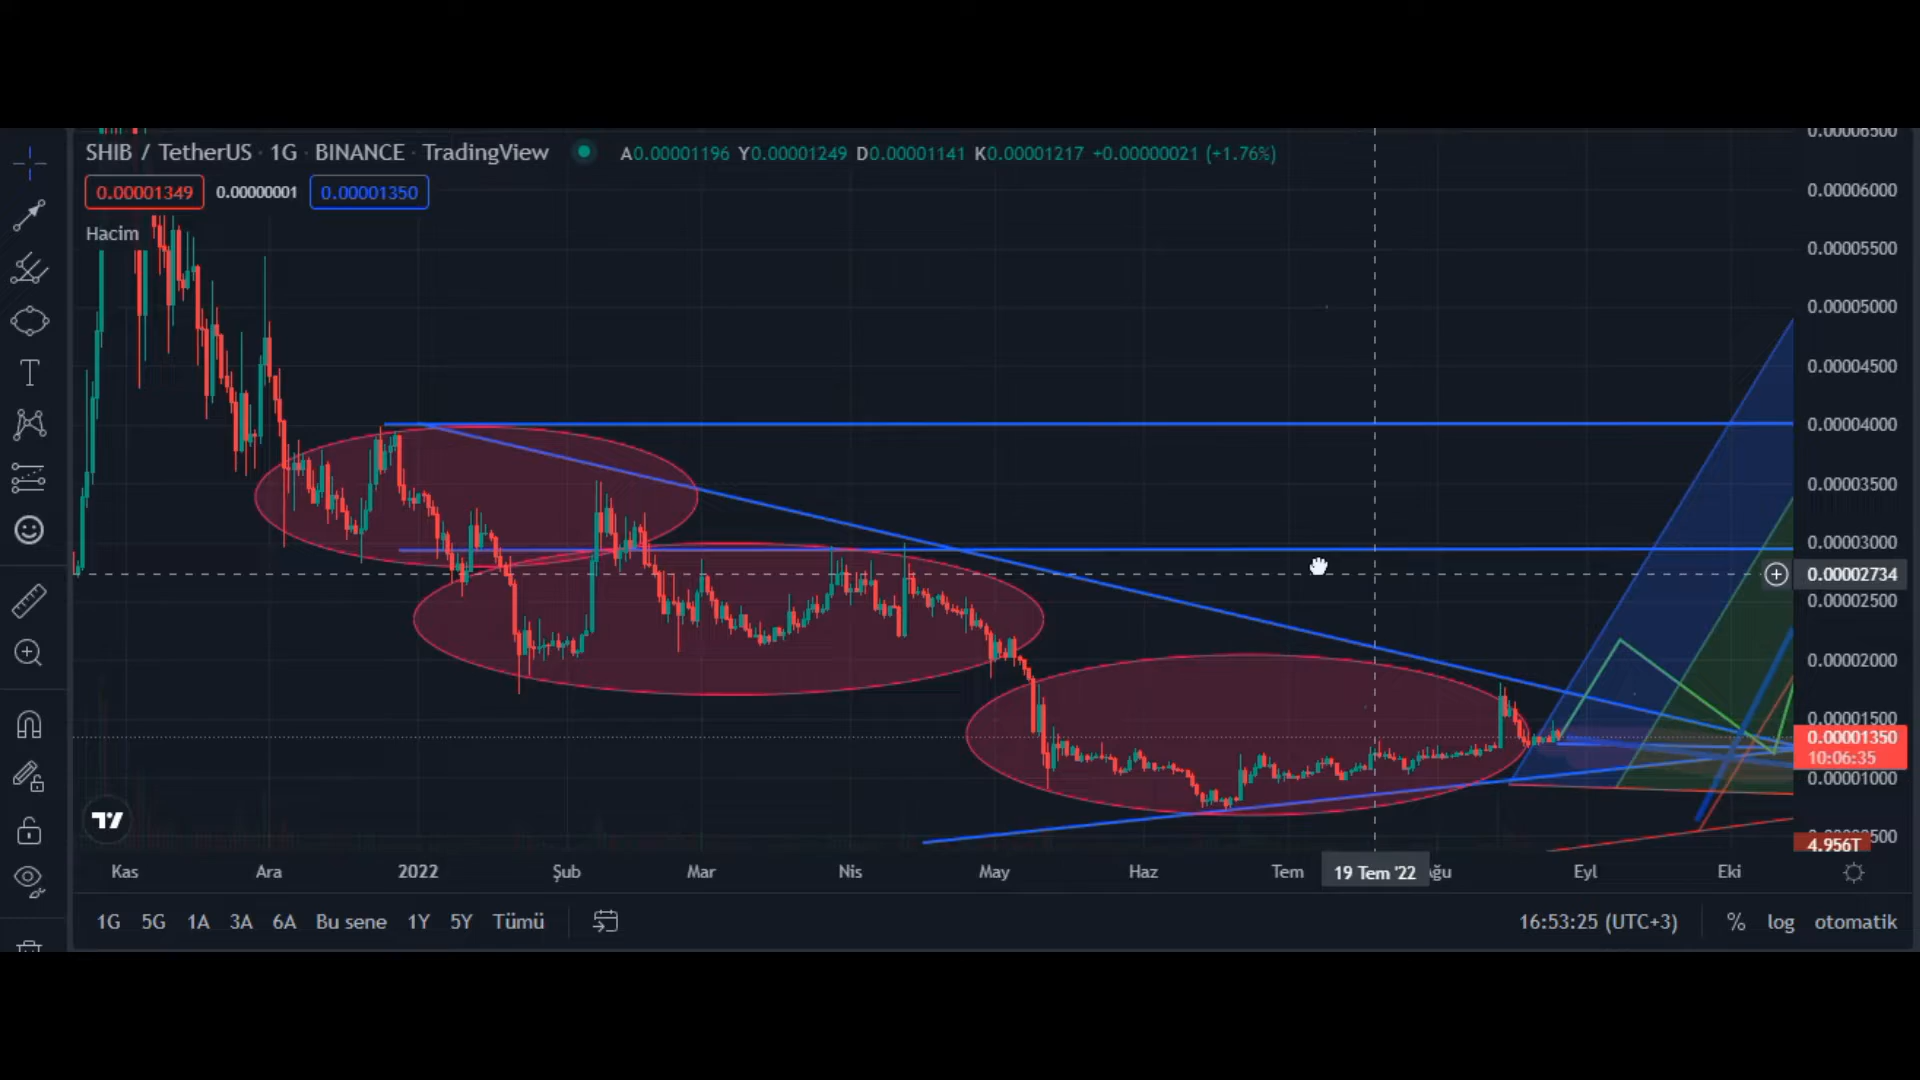 0.00006500
SHIB / TetherUS · 1G · BINANCE · TradingView A0.00001196 Y0.00001249 D0.00001141 K0.00001217 +0.00000021 (+1.76%)
0.00001349 0.00000001 0.00001350
Hacim
0.00006000
0.00005500
0.00005000
0.00004500
0.00004000
0.00003500
0.00003000
0.00002734
0.00002500
0.00002000
0.00001500
0.00001350
10:06:35
0.00001000
4.956T
Kas Ara 2022 Şub Mar Nis May Haz Tem 19 Tem '22 Eyl Eki
1G 5G 1A 3A 6A Bu sene 1Y 5Y Tümü 16:53:25 (UTC+3) % log otomatik